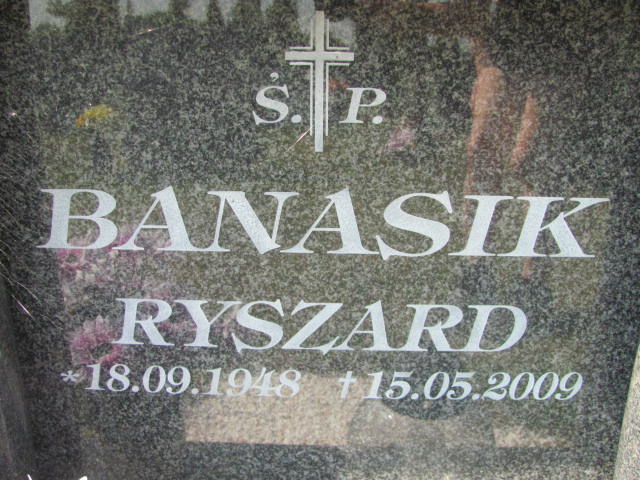 Ś. P.
BANASIK
RYSZARD
*18.09.1948 †15.05.2009